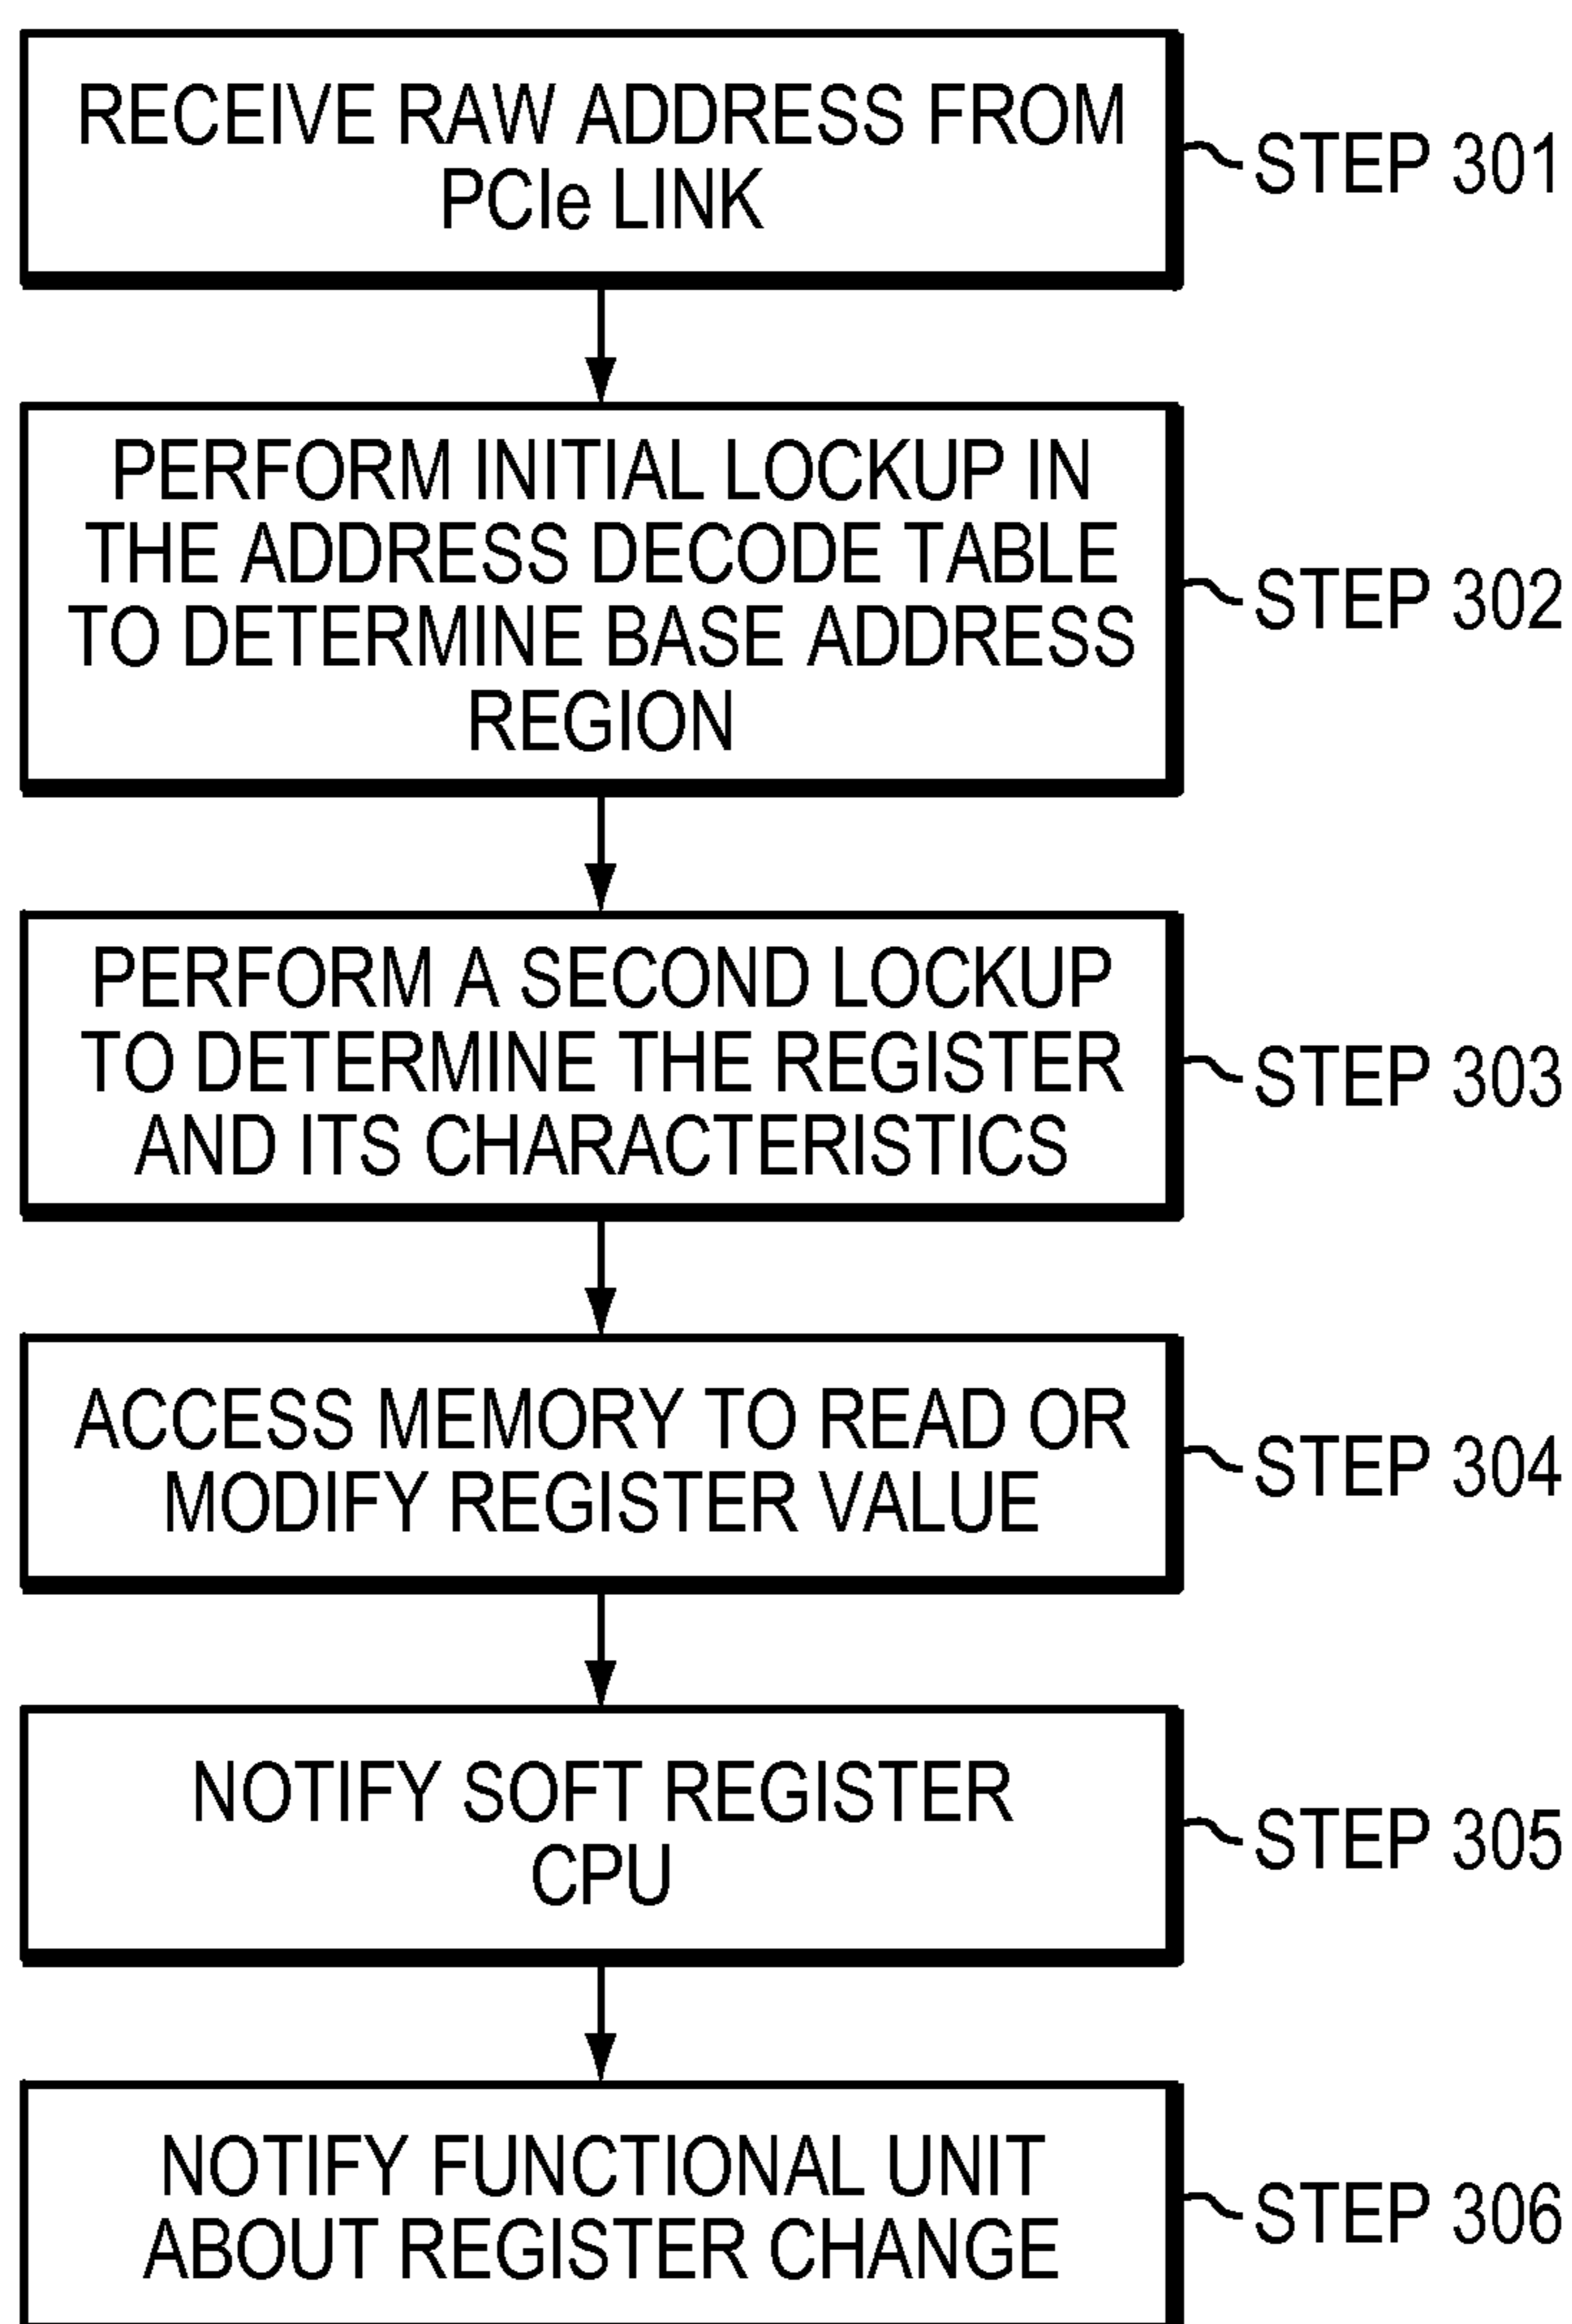 RECEIVE RAW ADDRESS FROM
PCIe LINK
STEP 301
PERFORM INITIAL LOCKUP IN
THE ADDRESS DECODE TABLE
TO DETERMINE BASE ADDRESS
REGION
STEP 302
PERFORM A SECOND LOCKUP
TO DETERMINE THE REGISTER
AND ITS CHARACTERISTICS
STEP 303
ACCESS MEMORY TO READ OR
MODIFY REGISTER VALUE
STEP 304
NOTIFY SOFT REGISTER
CPU
STEP 305
NOTIFY FUNCTIONAL UNIT
ABOUT REGISTER CHANGE
STEP 306